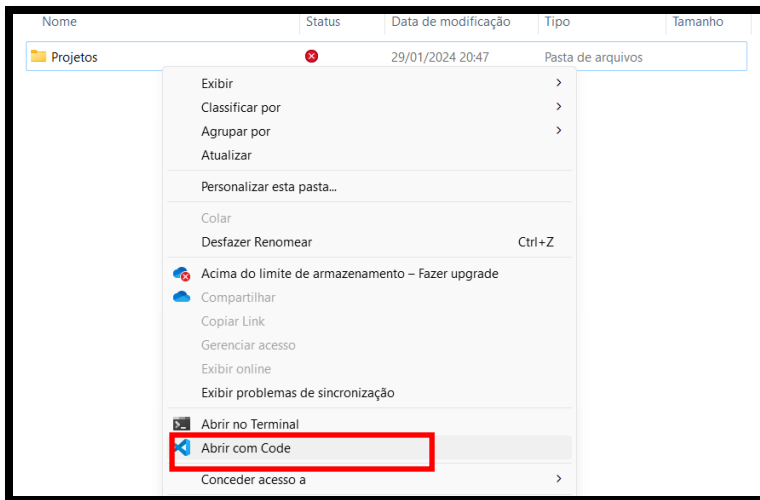 Nome Status Data de modificação Tipo Tamanho
Projetos 29/01/2024 20:47 Pasta de arquivos
Exibir
Classificar por
Agrupar por
Atualizar
Personalizar esta pasta...
Colar
Desfazer Renomear Ctrl+Z
Acima do limite de armazenamento – Fazer upgrade
Compartilhar
Copiar Link
Gerenciar acesso
Exibir online
Exibir problemas de sincronização
Abrir no Terminal
Abrir com Code
Conceder acesso a